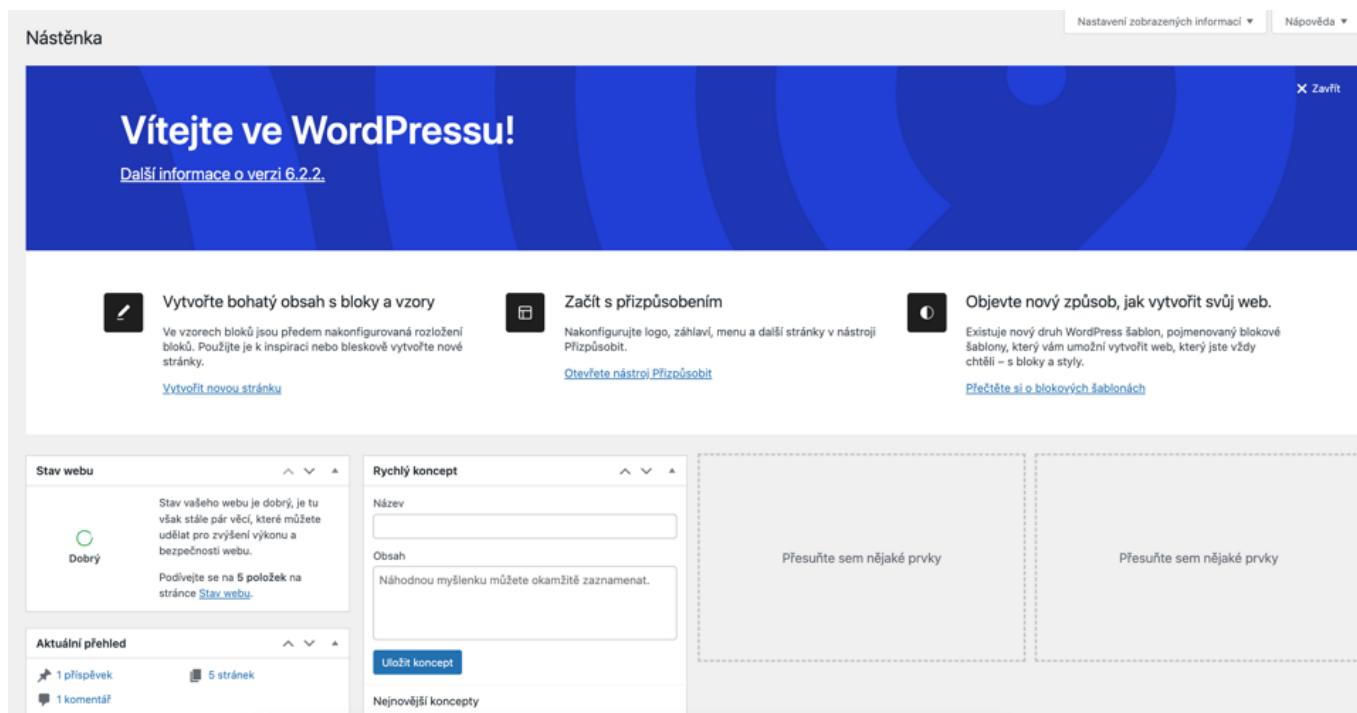 Nastavení zobrazených informací
Nápověda
Nástěnka
Zavřít
Vítejte ve WordPressu!
Další informace o verzi 6.2.2.
Vytvořte bohatý obsah s bloky a vzory
Ve vzorech bloků jsou předem nakonfigurovaná rozložení
bloků. Použijte je k inspiraci nebo bleskově vytvořte nové
stránky.
Vytvořit novou stránku
Začít s přizpůsobením
Nakonfigurujte logo, záhlaví, menu a další stránky v nástroji
Přizpůsobit.
Otevřete nástroj Přizpůsobit
Objevte nový způsob, jak vytvořit svůj web.
Existuje nový druh WordPress šablon, pojmenovaný blokové
šablony, který vám umožní vytvořit web, který jste vždy
chtěli – s bloky a styly.
Přečtěte si o blokových šablonách
Stav webu
Dobrý
Stav vašeho webu je dobrý, je tu
však stále pár věcí, které můžete
udělat pro zvýšení výkonu a
bezpečnosti webu.
Podívejte se na 5 položek na
stránce Stav webu.
Aktuální přehled
1 příspěvek
5 stránek
1 komentář
Rychlý koncept
Název
Obsah
Náhodnou myšlenku můžete okamžitě zaznamenat.
Uložit koncept
Nejnovější koncepty
Přesuňte sem nějaké prvky
Přesuňte sem nějaké prvky